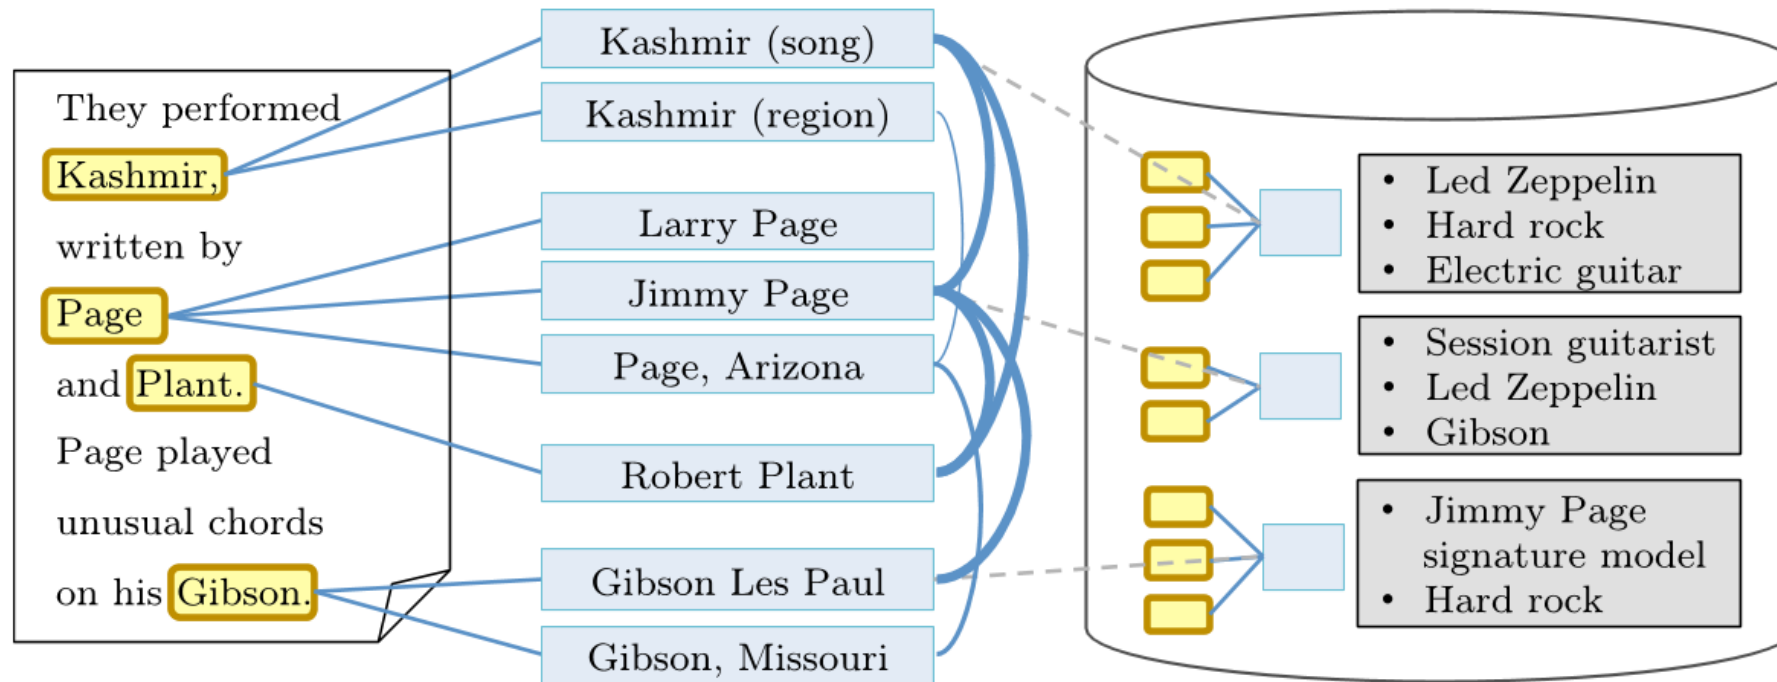 They performed
Kashmir,
written by
Page
and Plant.
Page played
unusual chords
on his Gibson.
Kashmir (song)
Kashmir (region)
Larry Page
Jimmy Page
Page, Arizona
Robert Plant
Gibson Les Paul
Gibson, Missouri
• Led Zeppelin
• Hard rock
• Electric guitar
• Session guitarist
• Led Zeppelin
• Gibson
• Jimmy Page
signature model
• Hard rock